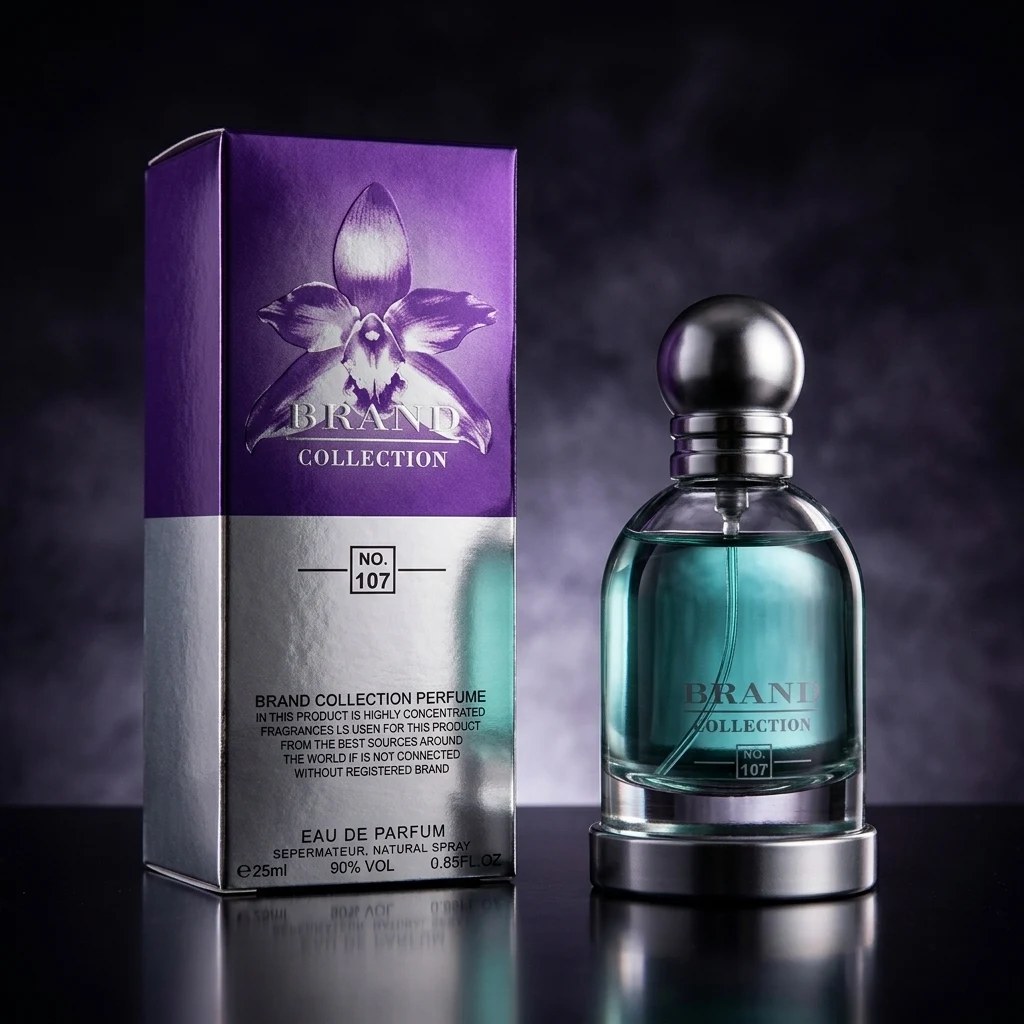 BRAND
COLLECTION
NO.
107
BRAND COLLECTION PERFUME
IN THIS PRODUCT IS HIGHLY CONCENTRATED
FRAGRANCES LS USEN FOR THIS PRODUCT
FROM THE BEST SOURCES AROUND
THE WORLD IF IS NOT CONNECTED
WITHOUT REGISTERED BRAND
EAU DE PARFUM
SEPERMATEUR. NATURAL SPRAY
℮25ml 90% VOL 0.85FL.OZ
BRAND
COLLECTION
NO.
107